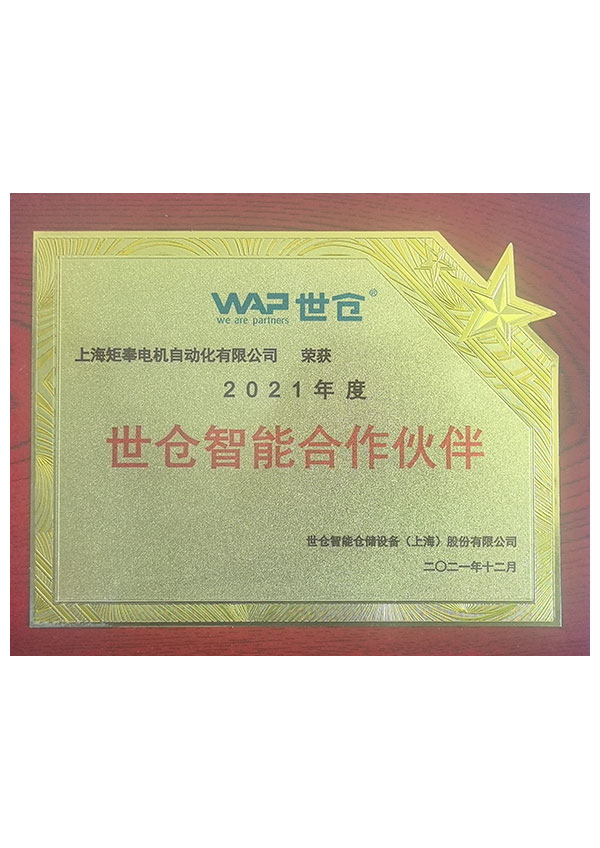 WAP世仓®
we are partners
上海矩奉电机自动化有限公司 荣获
2021年度
世仓智能合作伙伴
世仓智能仓储设备（上海）股份有限公司
二〇二一年十二月